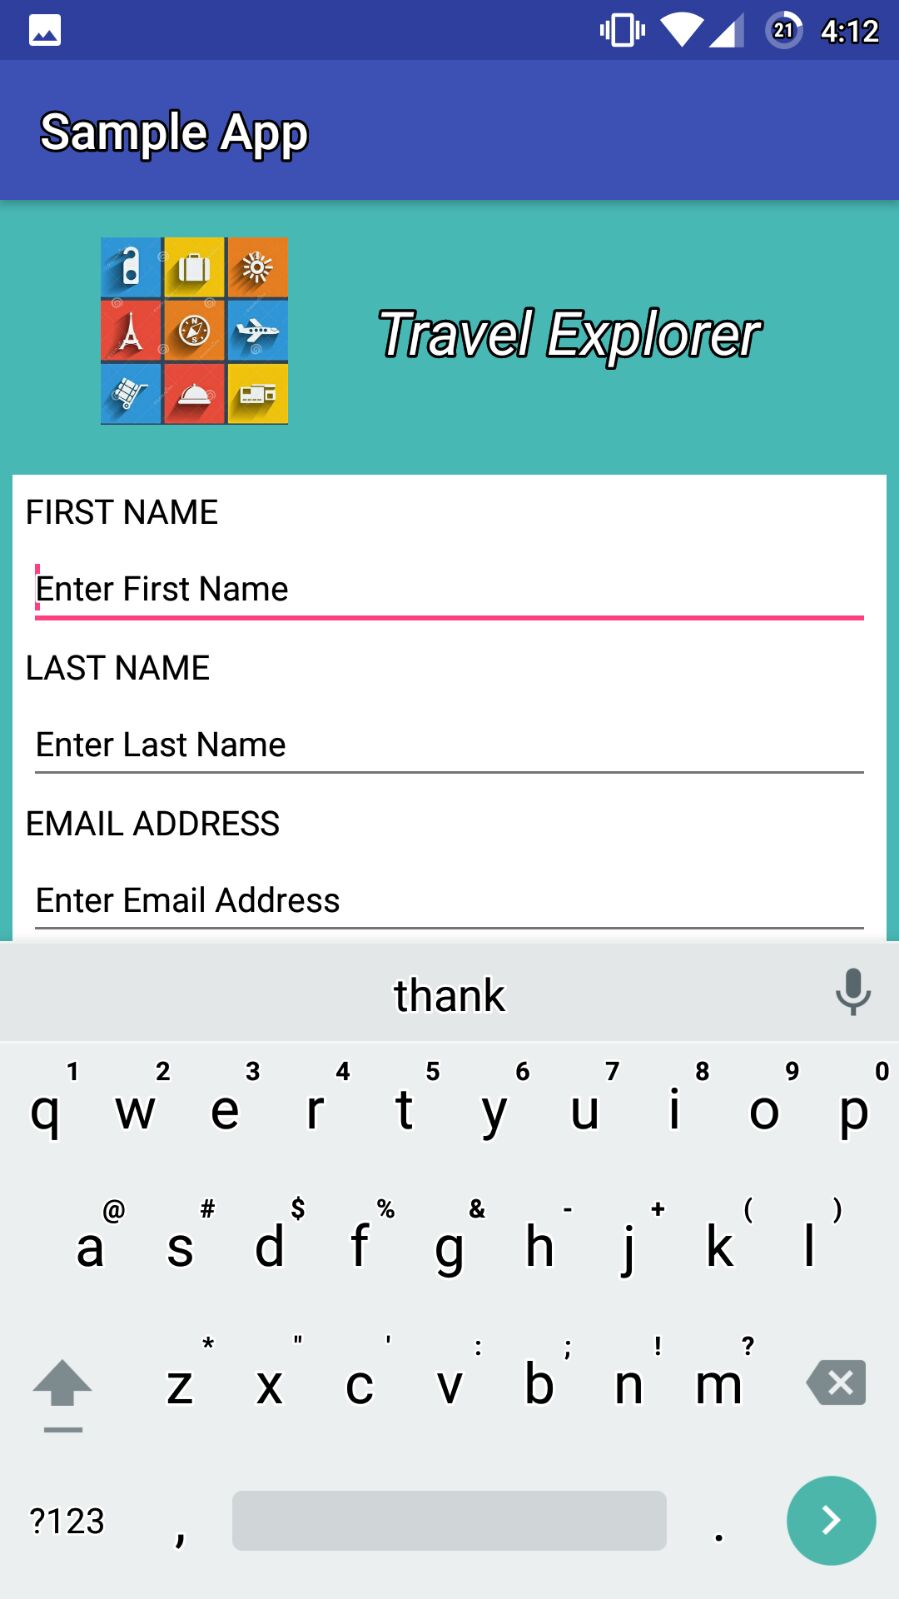 21 4:12
Sample App
N
S
Travel Explorer
FIRST NAME
Enter First Name
LAST NAME
Enter Last Name
EMAIL ADDRESS
Enter Email Address
thank
1 2 3 4 5 6 7 8 9 0
q w e r t y u i o p
@ # $ % & - + ( )
a s d f g h j k l
* " ' : ; ! ?
z x c v b n m
?123 , .